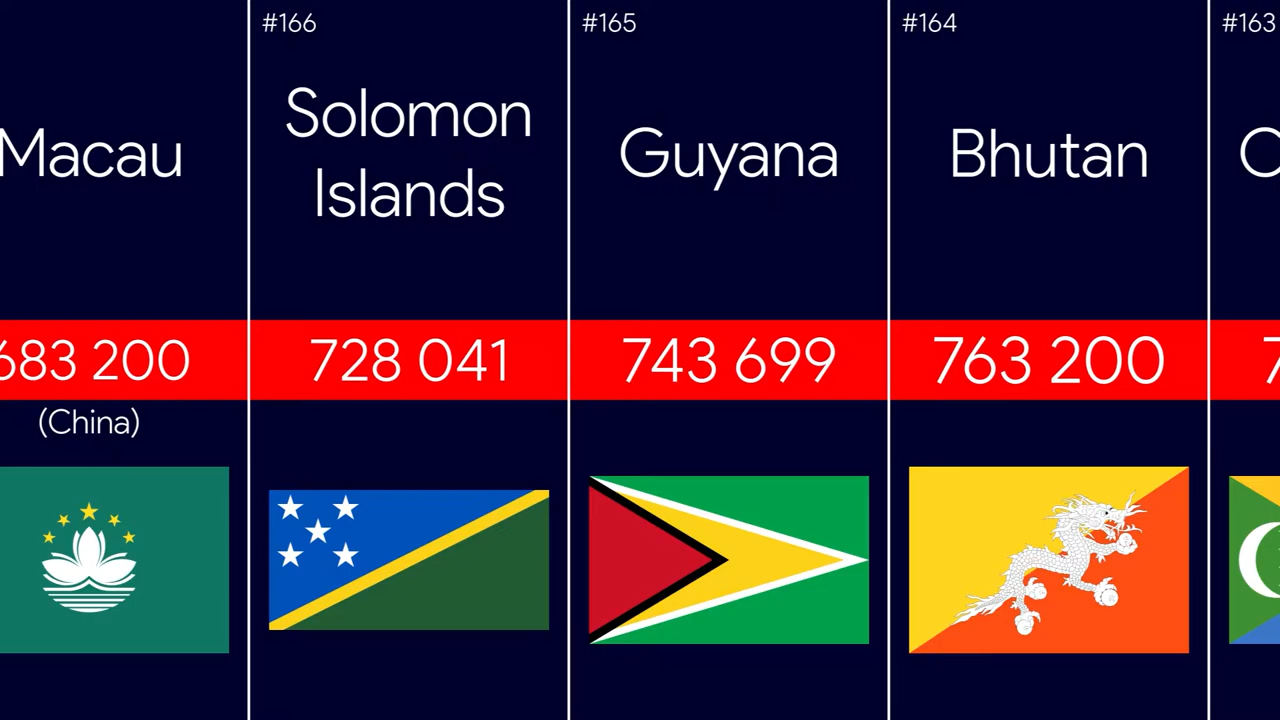 Macau
683 200
(China)
#166
Solomon
Islands
728 041
#165
Guyana
743 699
#164
Bhutan
763 200
#163